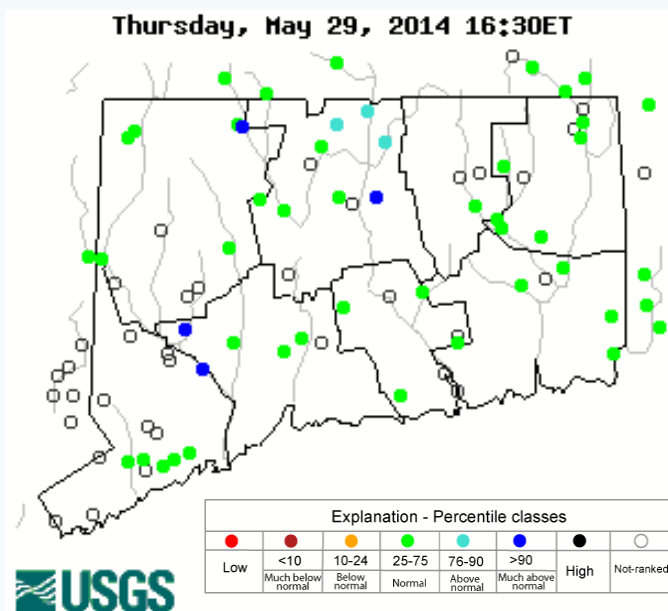 Thursday, May 29, 2014 16:30ET
Explanation - Percentile classes
Low <10 10-24 25-75 76-90 >90 High Not-ranked
Much below normal Below normal Normal Above normal Much above normal
USGS